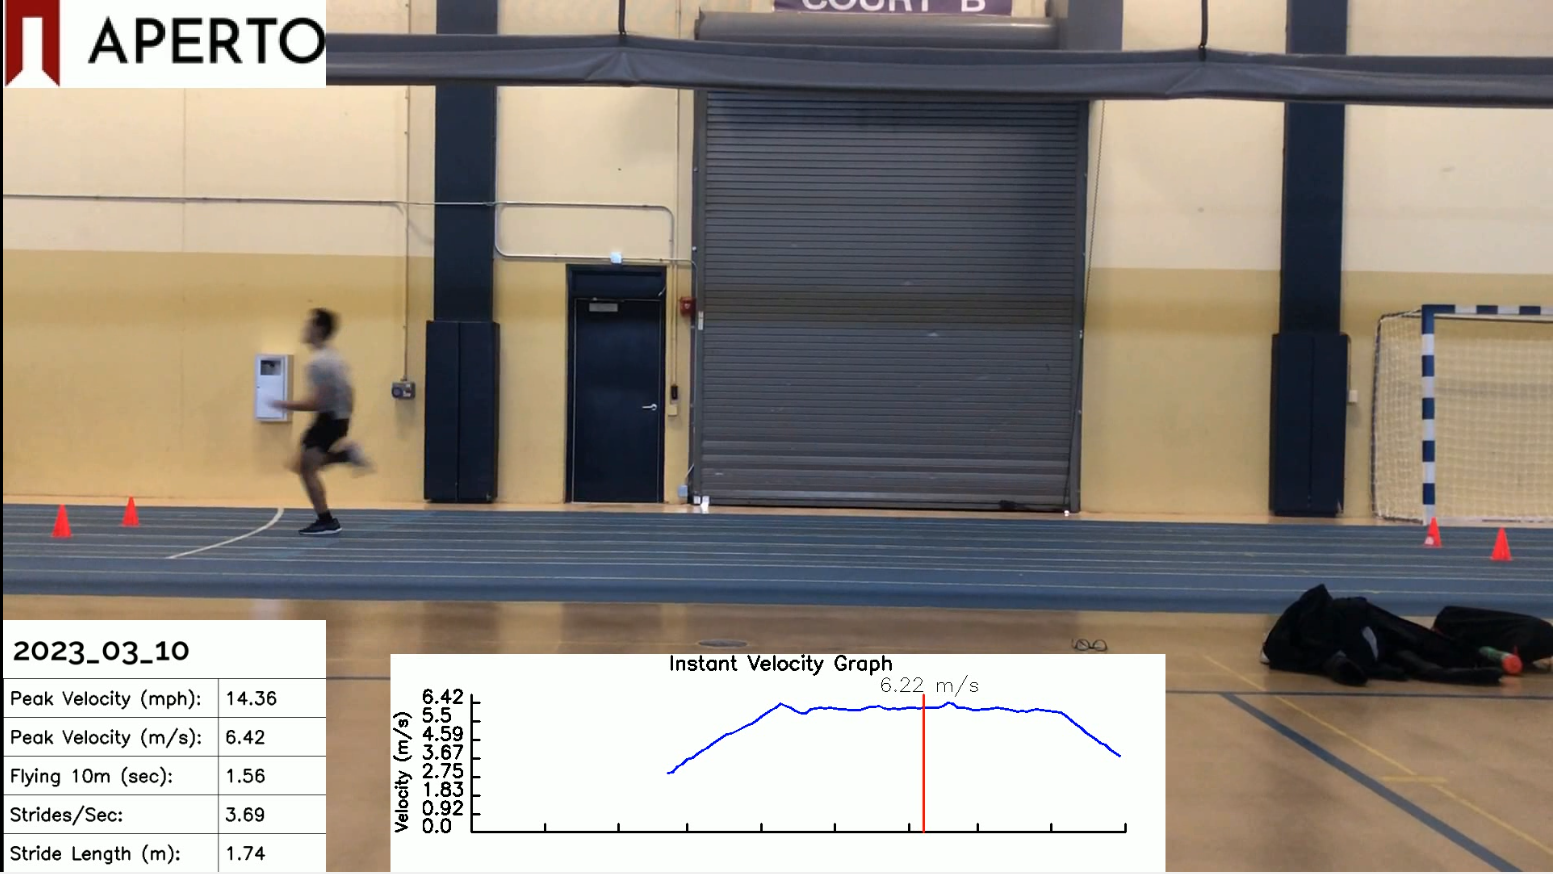 COURT B
APERTO
2023_03_10
Peak Velocity (mph): 14.36
Peak Velocity (m/s): 6.42
Flying 10m (sec): 1.56
Strides/Sec: 3.69
Stride Length (m): 1.74
Instant Velocity Graph
6.22 m/s
Velocity (m/s)
6.42
5.5
4.59
3.67
2.75
1.83
0.92
0.0